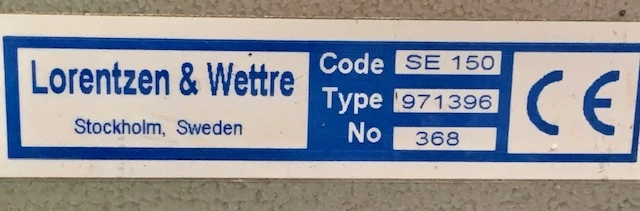 Lorentzen & Wettre
Stockholm, Sweden
Code SE 150
Type 971396
No 368
CE